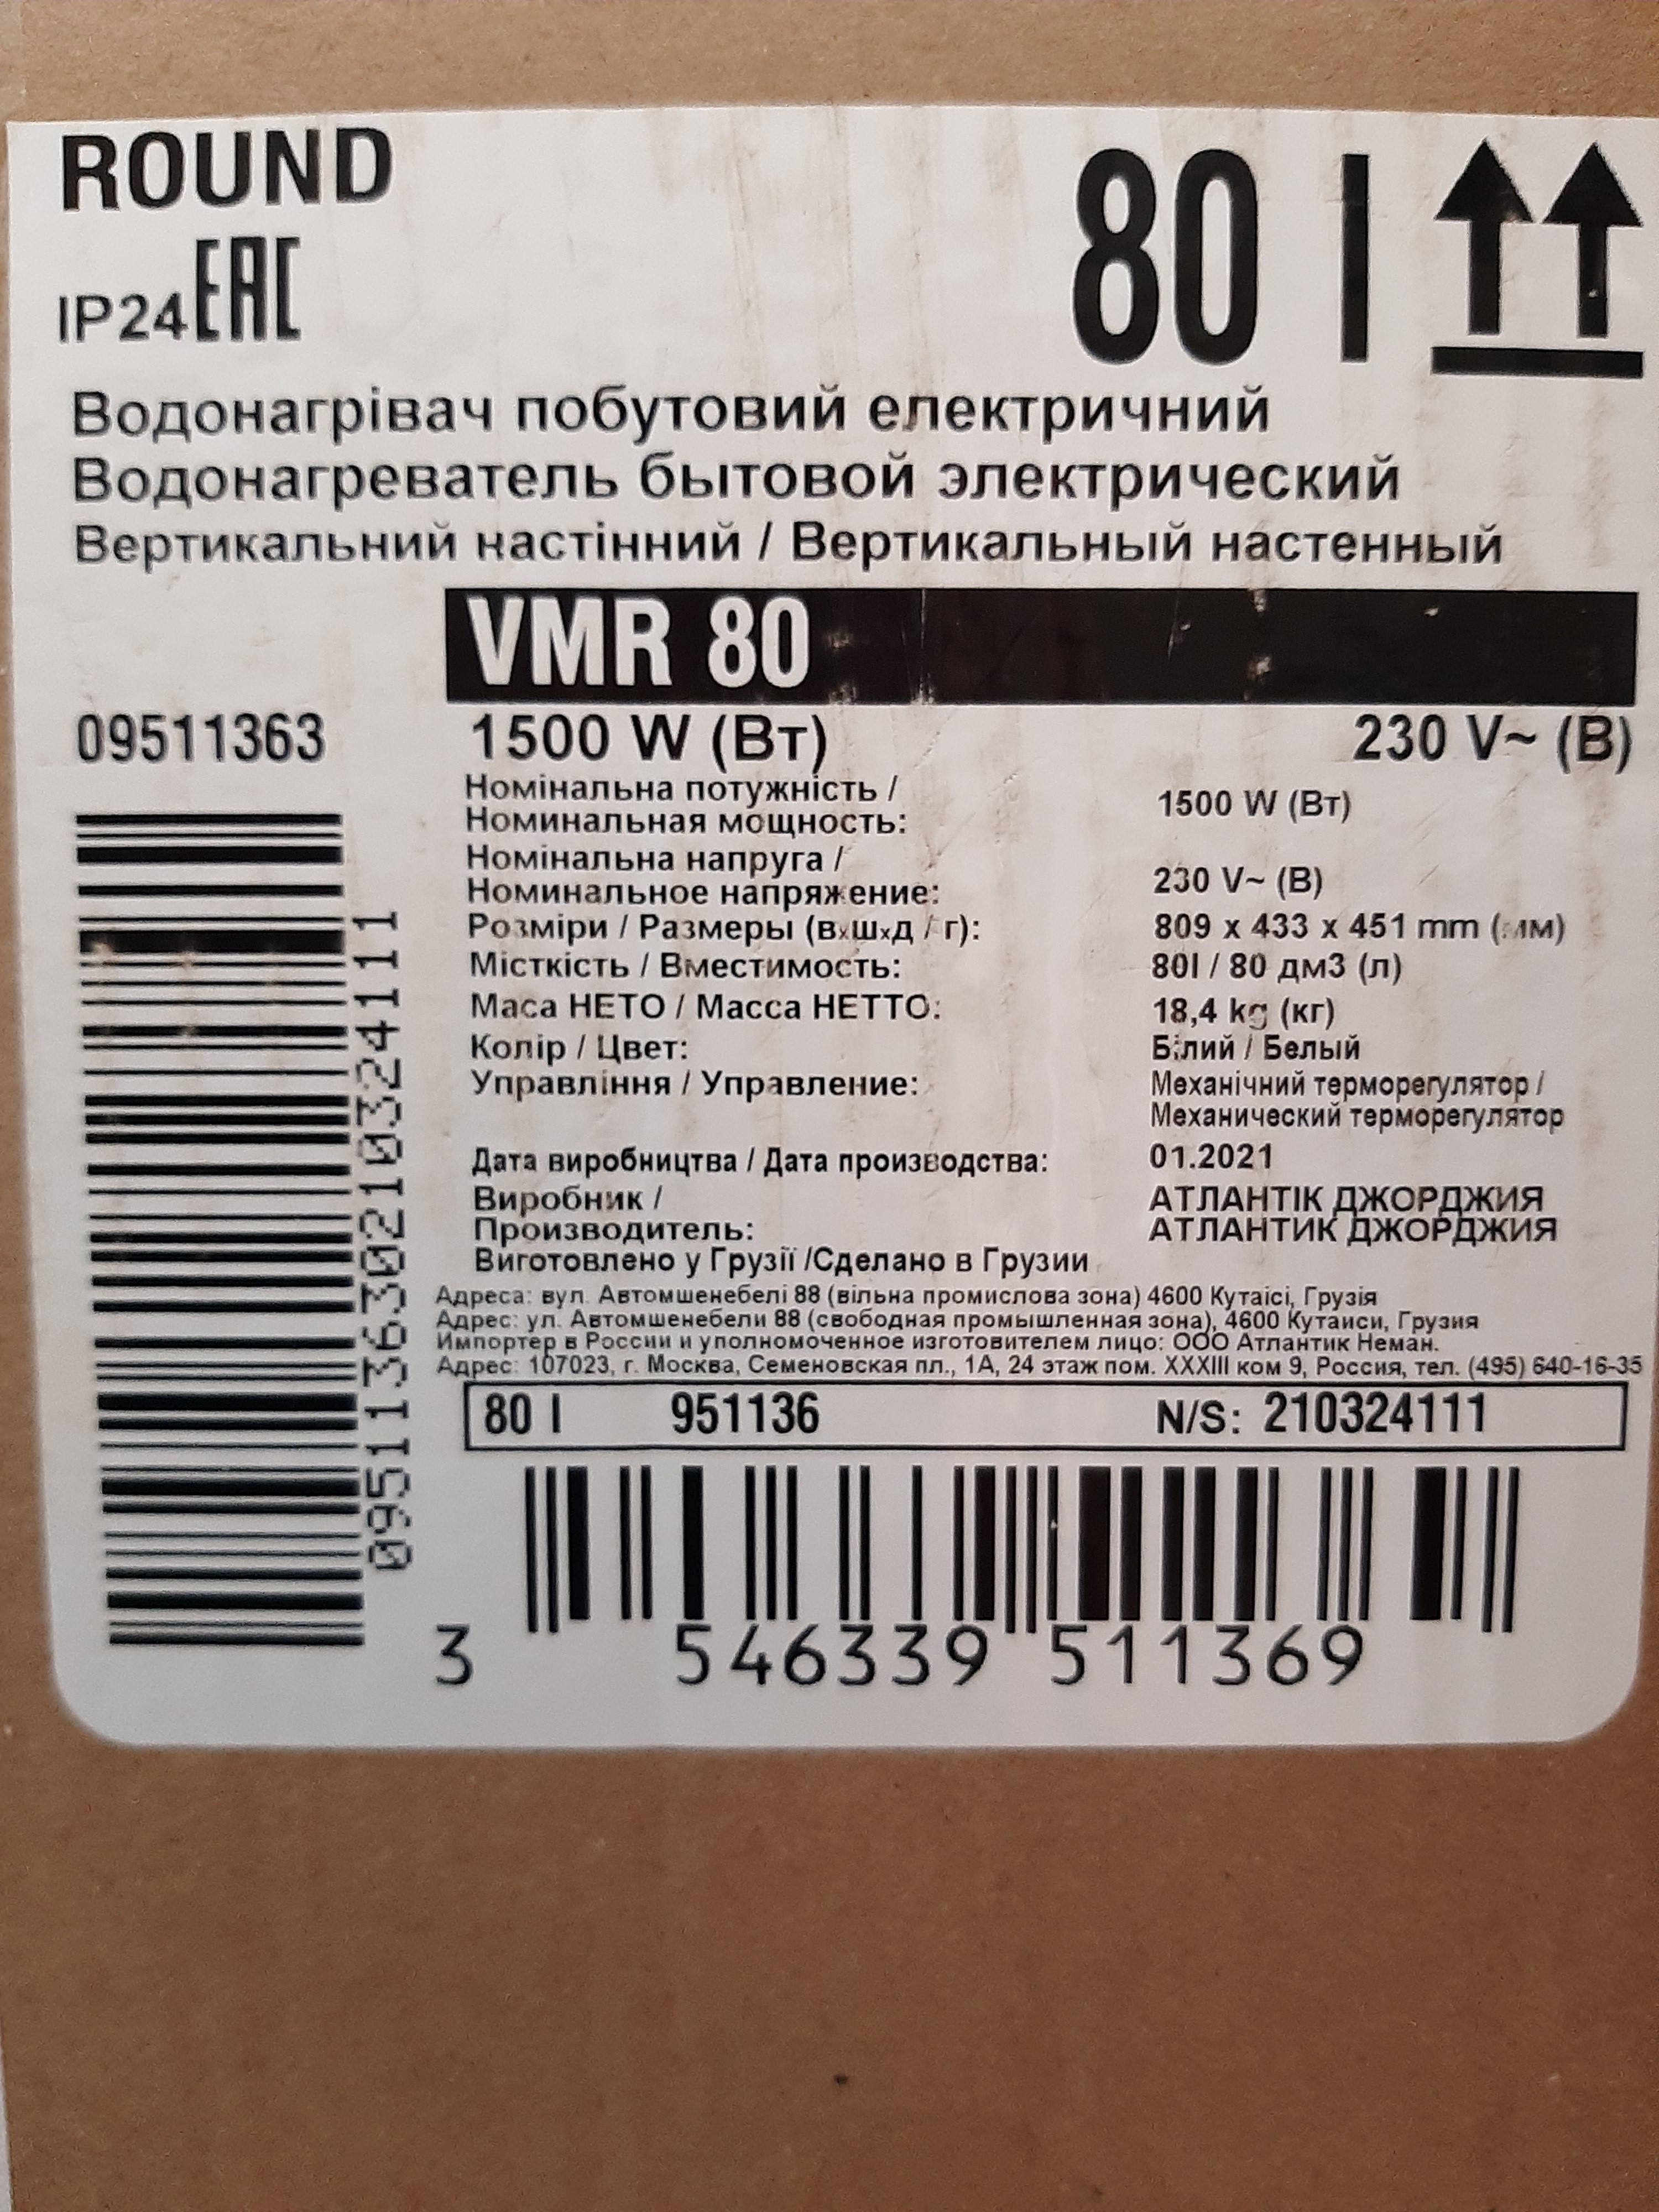 ROUND
80 l
IP24 EAC
Водонагрівач побутовий електричний
Водонагреватель бытовой электрический
Вертикальний настінний / Вертикальный настенный
VMR 80
09511363
1500 W (Вт) 230 V~ (В)
Номінальна потужність /
Номинальная мощность: 1500 W (Вт)
Номінальна напруга /
Номинальное напряжение: 230 V~ (В)
Розміри / Размеры (вxшxд / г): 809 x 433 x 451 mm (мм)
Місткість / Вместимость: 80l / 80 дм3 (л)
Маса НЕТО / Масса НЕТТО: 18,4 kg (кг)
Колір / Цвет: Білий / Белый
Управління / Управление: Механічний терморегулятор /
Механический терморегулятор
Дата виробництва / Дата производства: 01.2021
Виробник / АТЛАНТІК ДЖОРДЖИЯ
Производитель: АТЛАНТИК ДЖОРДЖИЯ
Виготовлено у Грузії /Сделано в Грузии
Адреса: вул. Автомшенебелі 88 (вільна промислова зона) 4600 Кутаісі, Грузія
Адрес: ул. Автомшенебели 88 (свободная промышленная зона), 4600 Кутаиси, Грузия
Импортер в России и уполномоченное изготовителем лицо: ООО Атлантик Неман.
Адрес: 107023, г. Москва, Семеновская пл., 1А, 24 этаж пом. XXXIII ком 9, Россия, тел. (495) 640-16-35
80 l 951136 N/S: 210324111
095113630210324111
3 546339 511369